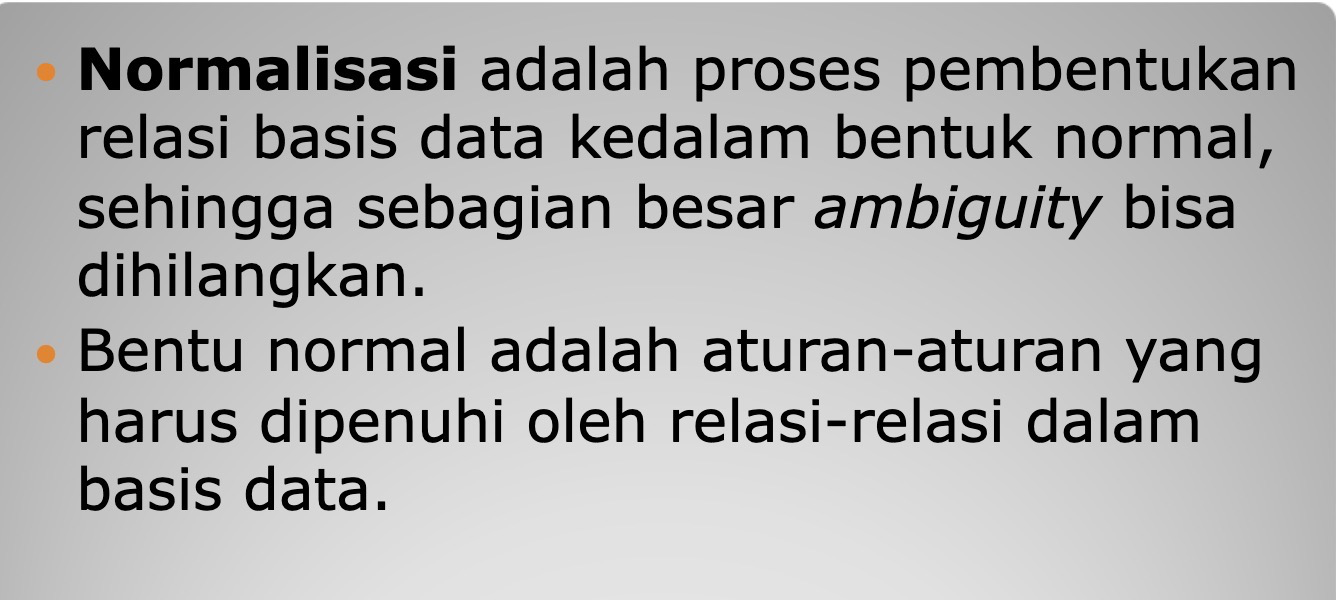 • Normalisasi adalah proses pembentukan
relasi basis data kedalam bentuk normal,
sehingga sebagian besar ambiguity bisa
dihilangkan.
• Bentu normal adalah aturan-aturan yang
harus dipenuhi oleh relasi-relasi dalam
basis data.